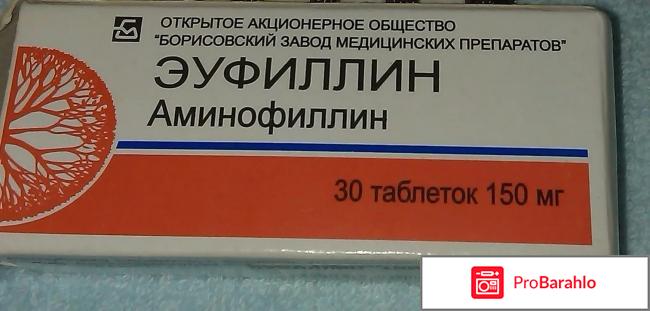 ОТКРЫТОЕ АКЦИОНЕРНОЕ ОБЩЕСТВО
"БОРИСОВСКИЙ ЗАВОД МЕДИЦИНСКИХ ПРЕПАРАТОВ"
ЭУФИЛЛИН
Аминофиллин
30 таблеток 150 мг
ProBarahlo